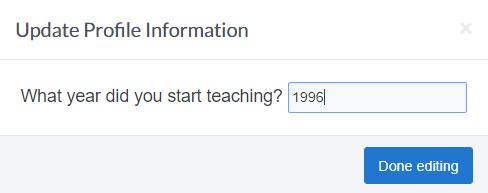 Update Profile Information ×
What year did you start teaching? 1996
Done editing